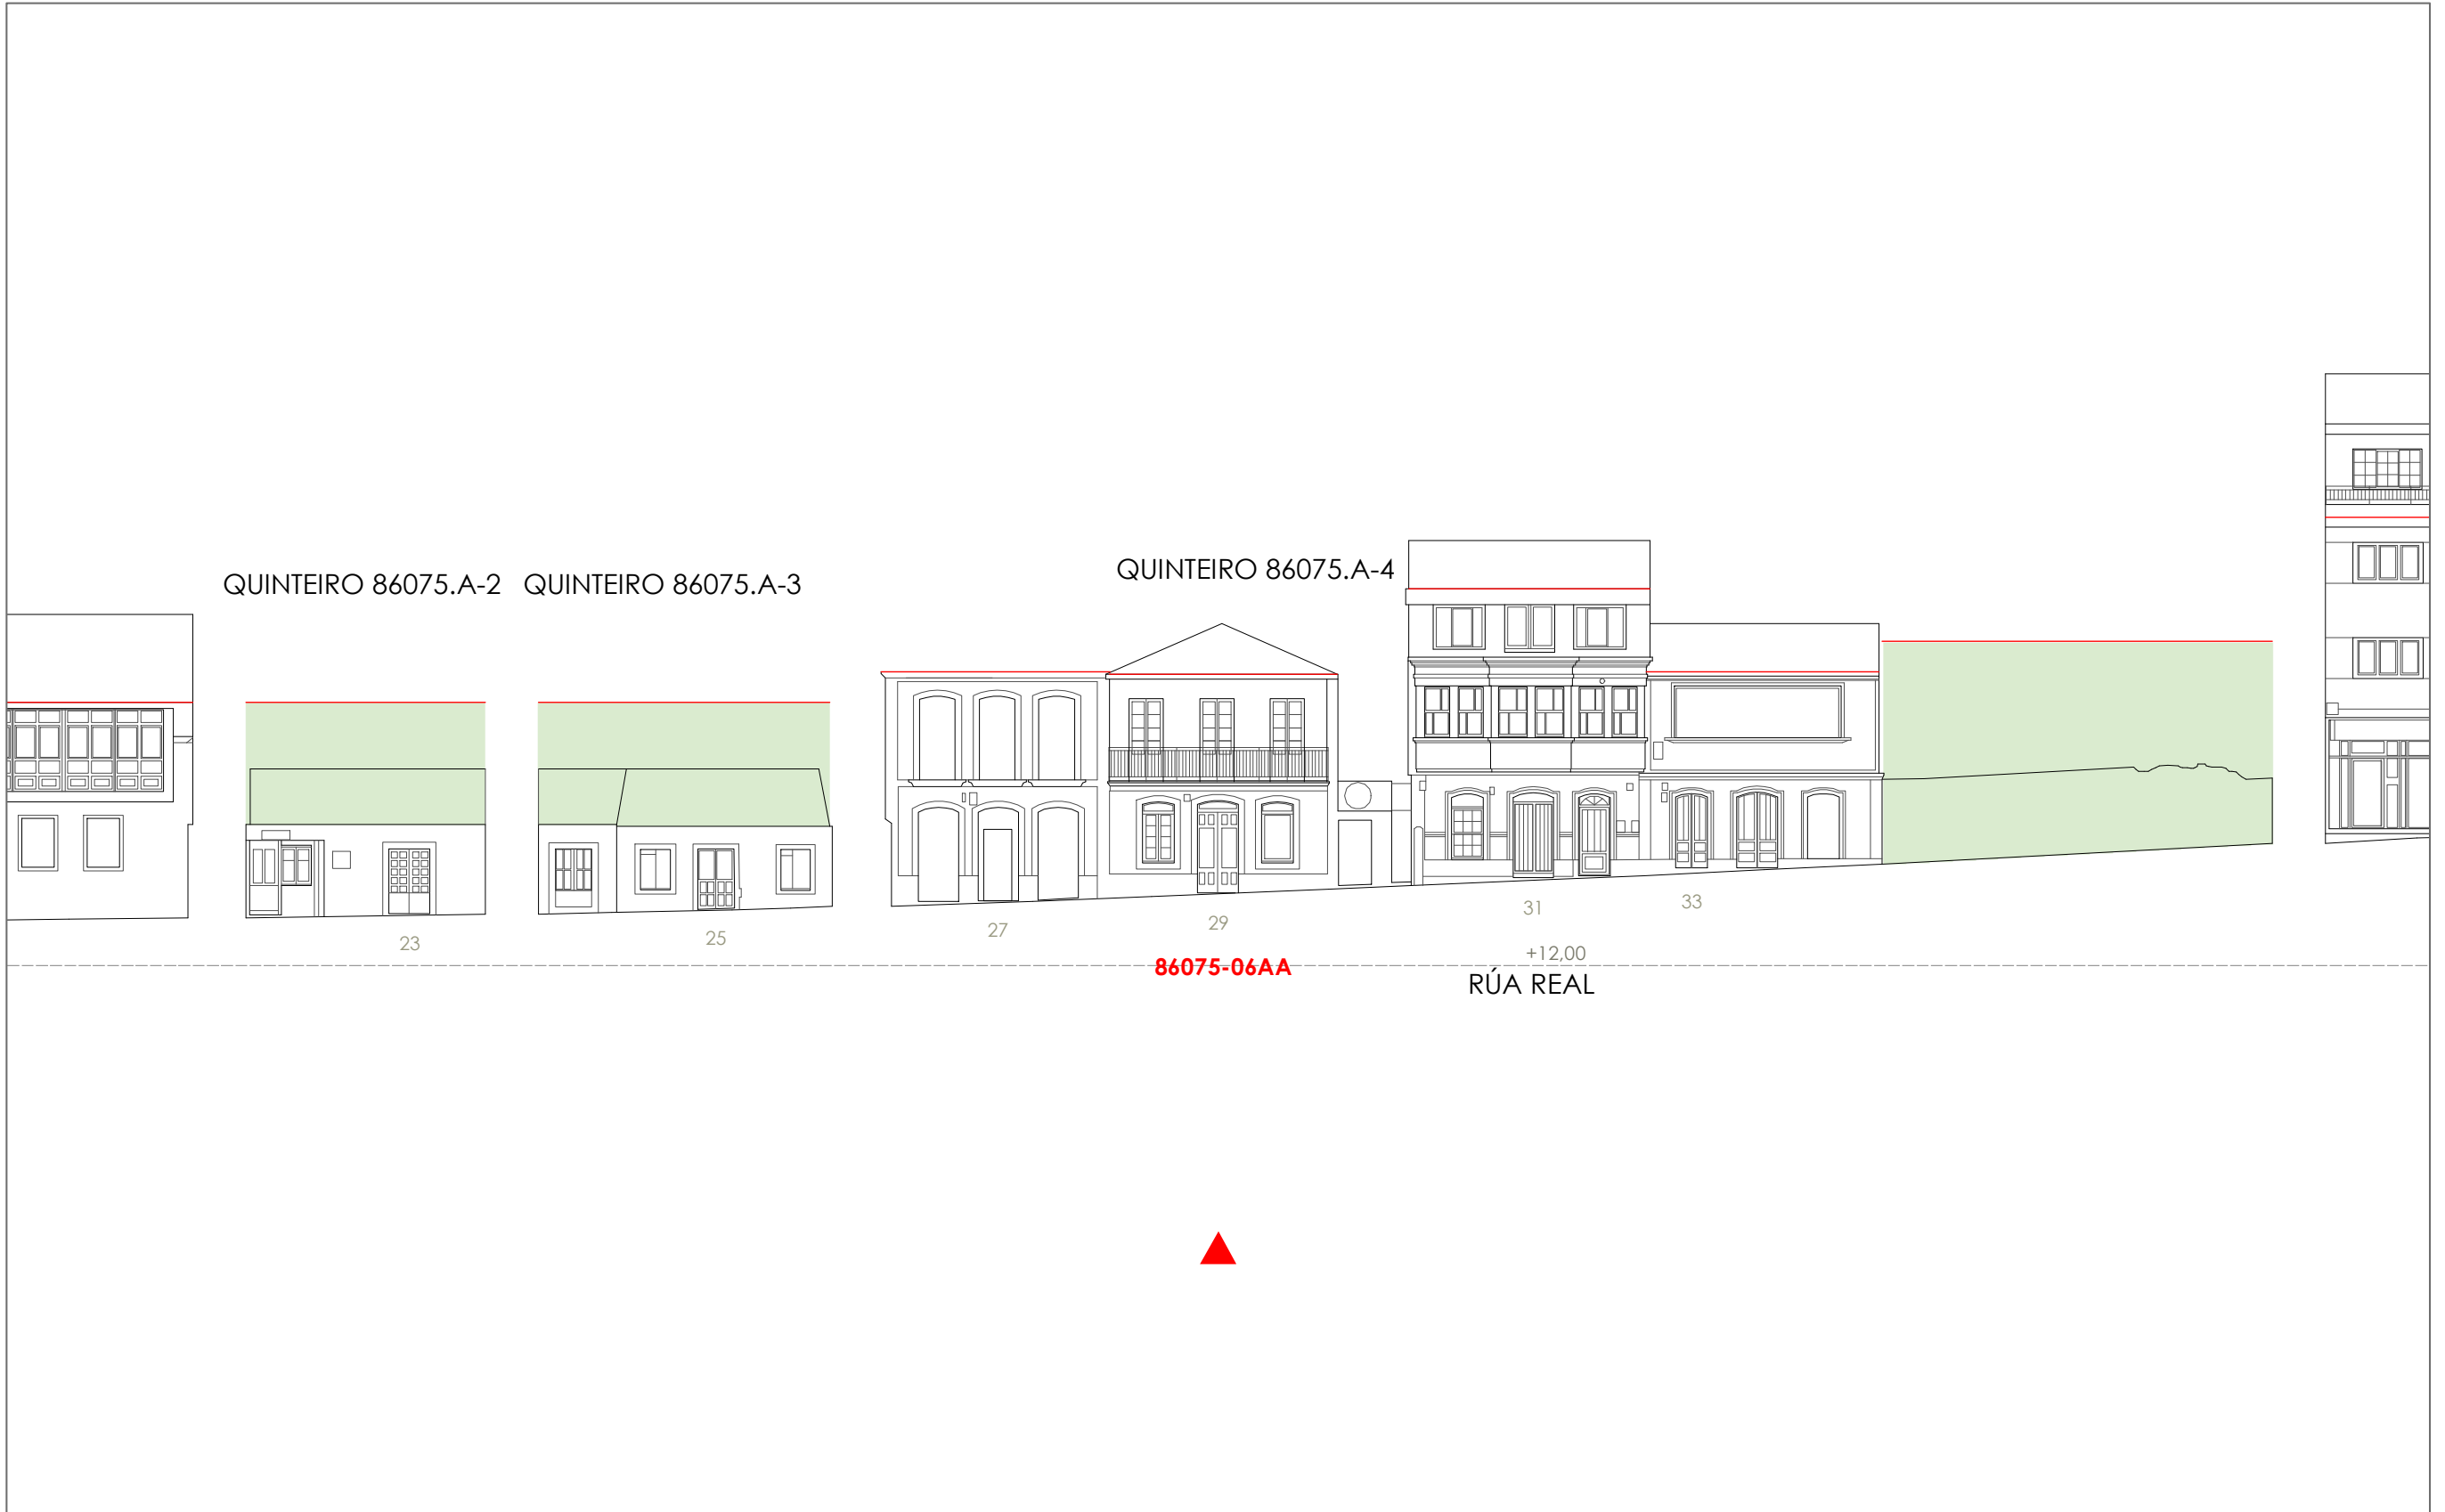 QUINTEIRO 86075.A-2
QUINTEIRO 86075.A-3
QUINTEIRO 86075.A-4
23
25
27
29
31
33
+12,00
86075-06AA
RÚA REAL